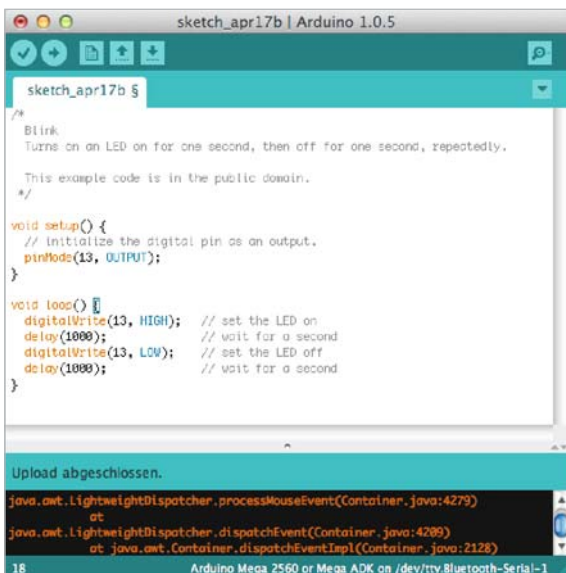 sketch_apr17b | Arduino 1.0.5
sketch_apr17b §
/*
Blink
Turns on an LED on for one second, then off for one second, repeatedly.
This example code is in the public domain.
*/
void setup() {
// initialize the digital pin as an output.
pinMode(13, OUTPUT);
}
void loop() {
digitalWrite(13, HIGH);   // set the LED on
delay(1000);              // wait for a second
digitalWrite(13, LOW);    // set the LED off
delay(1000);              // wait for a second
}
Upload abgeschlossen.
java.awt.LightweightDispatcher.processMouseEvent(Container.java:4279)
at
java.awt.LightweightDispatcher.dispatchEvent(Container.java:4209)
at java.awt.Container.dispatchEventImpl(Container.java:2128)
18 Arduino Mega 2560 or Mega ADK on /dev/tty.Bluetooth-Serial-1